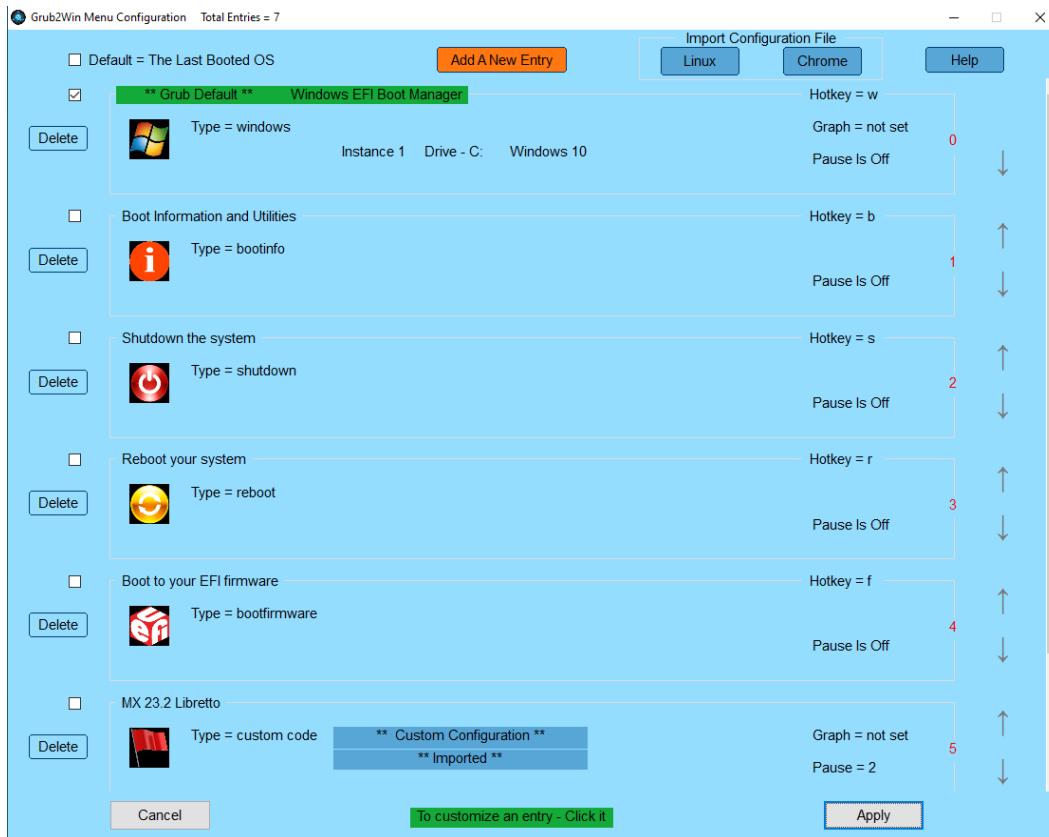 Grub2Win Menu Configuration Total Entries = 7
Default = The Last Booted OS
Add A New Entry
Import Configuration File
Linux
Chrome
Help
** Grub Default ** Windows EFI Boot Manager
Hotkey = w
Delete
Type = windows
Graph = not set
0
Instance 1 Drive - C: Windows 10
Pause Is Off
Boot Information and Utilities
Hotkey = b
Delete
Type = bootinfo
1
Pause Is Off
Shutdown the system
Hotkey = s
Delete
Type = shutdown
2
Pause Is Off
Reboot your system
Hotkey = r
Delete
Type = reboot
3
Pause Is Off
Boot to your EFI firmware
Hotkey = f
Delete
uefi
Type = bootfirmware
4
Pause Is Off
MX 23.2 Libretto
Delete
Type = custom code
** Custom Configuration **
Graph = not set
5
** Imported **
Pause = 2
Cancel
To customize an entry - Click it
Apply